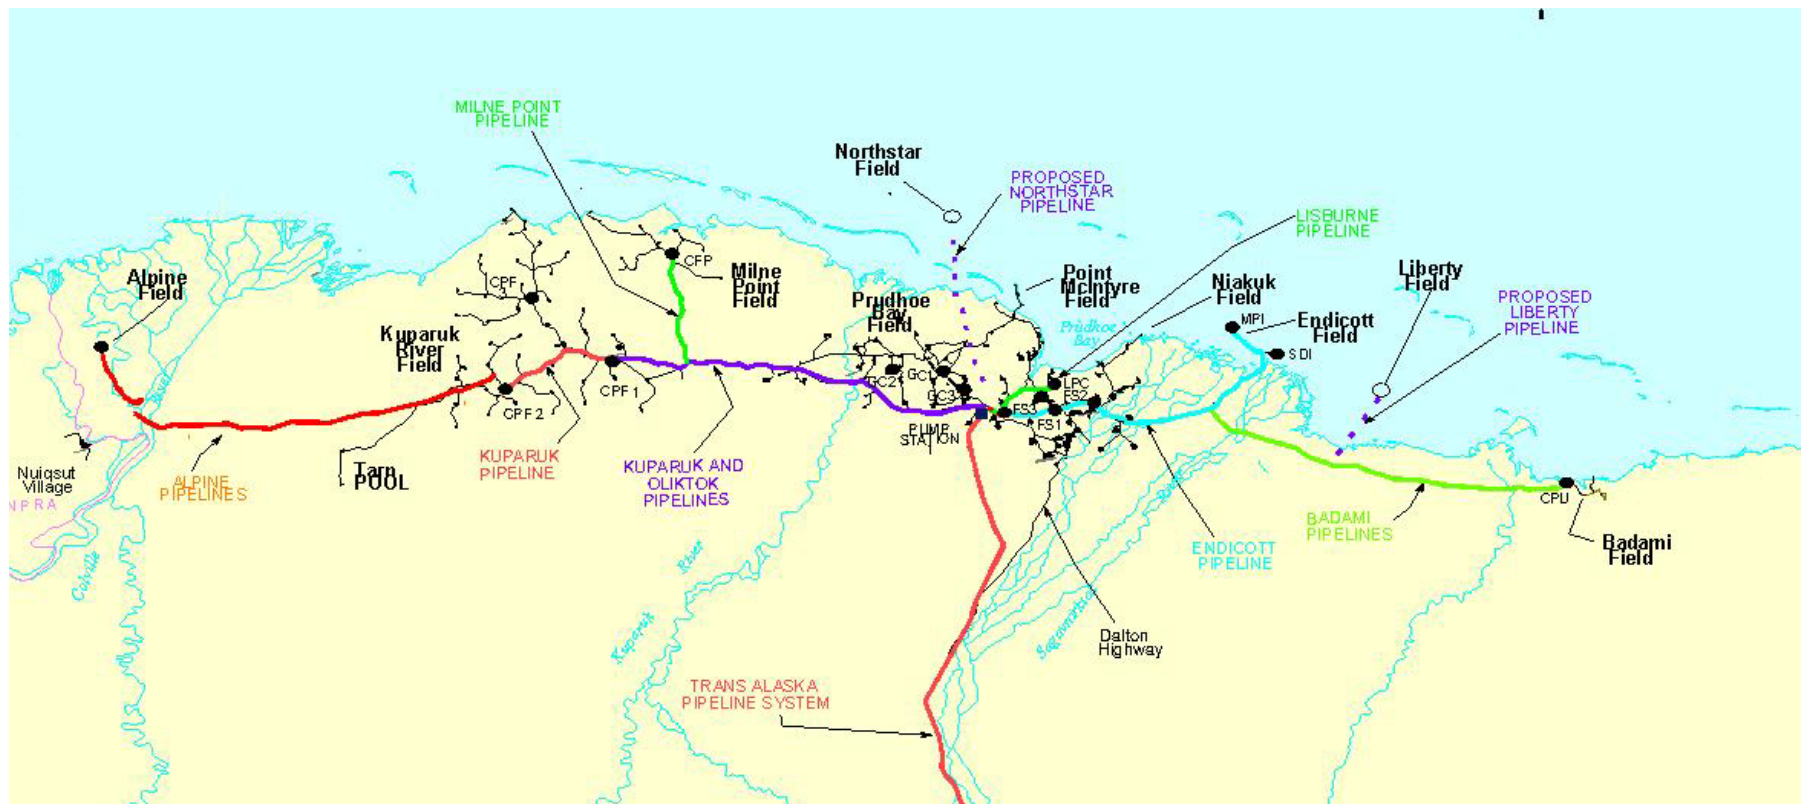 MILNE POINT
PIPELINE
Northstar
Field
PROPOSED
NORTHSTAR
PIPELINE
LISBURNE
PIPELINE
Alpine
Field
CPF
3
CFP
Milne
Point
Field
Point
McIntyre
Field
Niakuk
Field
Liberty
Field
PROPOSED
LIBERTY
PIPELINE
Kuparuk
River
Field
Prudhoe
Bay
Field
Prudhoe
Bay
MPI
Endicott
Field
SDI
CPF 2
CPF 1
GC2
GC1
GC3
LPC
FS2
FS3
FS1
PUMP
STATION
Nuiqsut
Village
NPRA
ALPINE
PIPELINES
Tarn
POOL
KUPARUK
PIPELINE
KUPARUK AND
OLIKTOK
PIPELINES
ENDICOTT
PIPELINE
BADAMI
PIPELINES
CPU
Badami
Field
Colville
River
Kuparuk
River
River
Dalton
Highway
TRANS ALASKA
PIPELINE SYSTEM